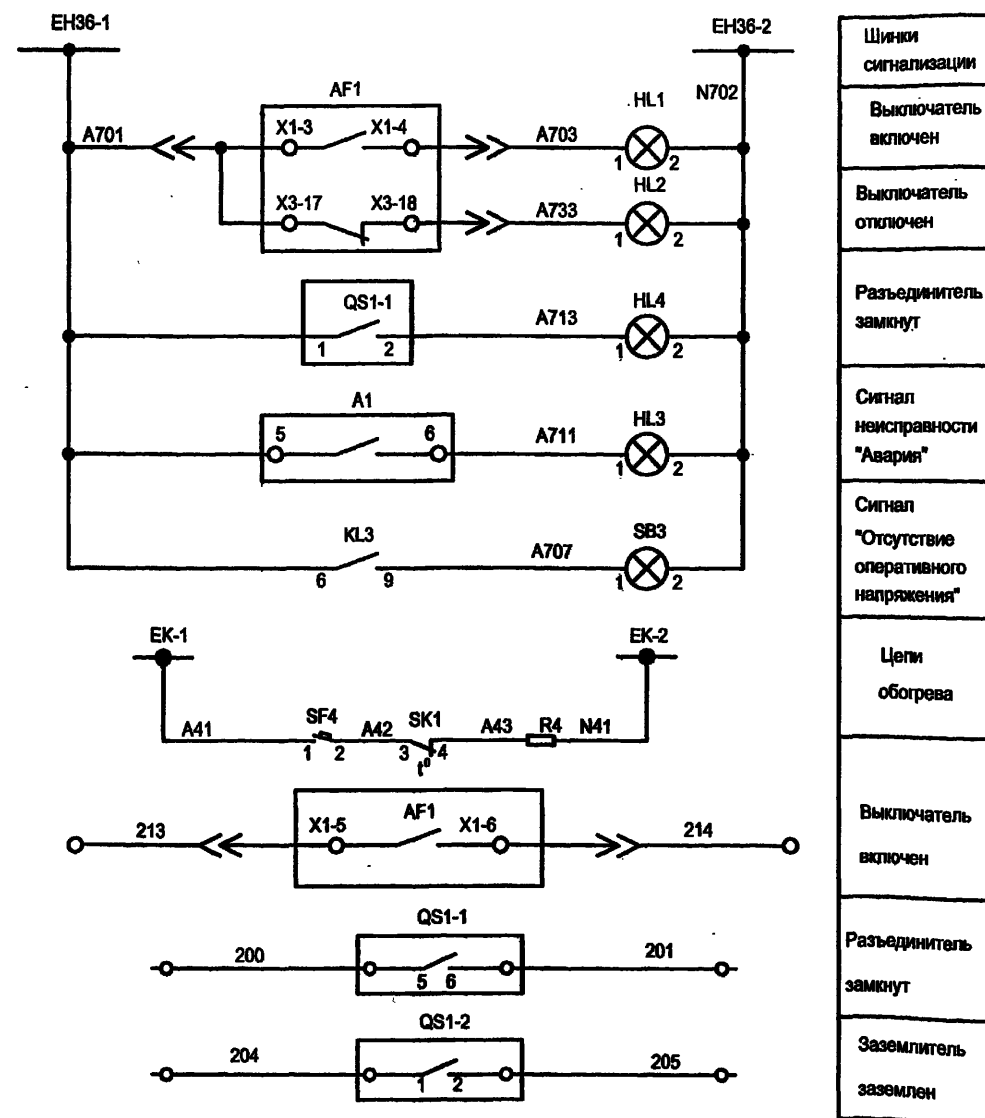 EH36-1
EH36-2
Шинки
сигнализации
A701
AF1
X1-3 X1-4
A703
HL1
N702
1 2
Выключатель
включен
X3-17 X3-18
A733
HL2
1 2
Выключатель
отключен
QS1-1
1 2
A713
HL4
1 2
Разъединитель
замкнут
A1
5 6
A711
HL3
1 2
Сигнал
неисправности
"Авария"
KL3
6 9
A707
SB3
1 2
Сигнал
"Отсутствие
оперативного
напряжения"
EK-1
EK-2
A41
SF4
1 2
A42
SK1
3 4
t°
A43
R4
N41
Цепи
обогрева
213
AF1
X1-5 X1-6
214
Выключатель
включен
QS1-1
200
5 6
201
Разъединитель
замкнут
QS1-2
204
1 2
205
Заземлитель
заземлен